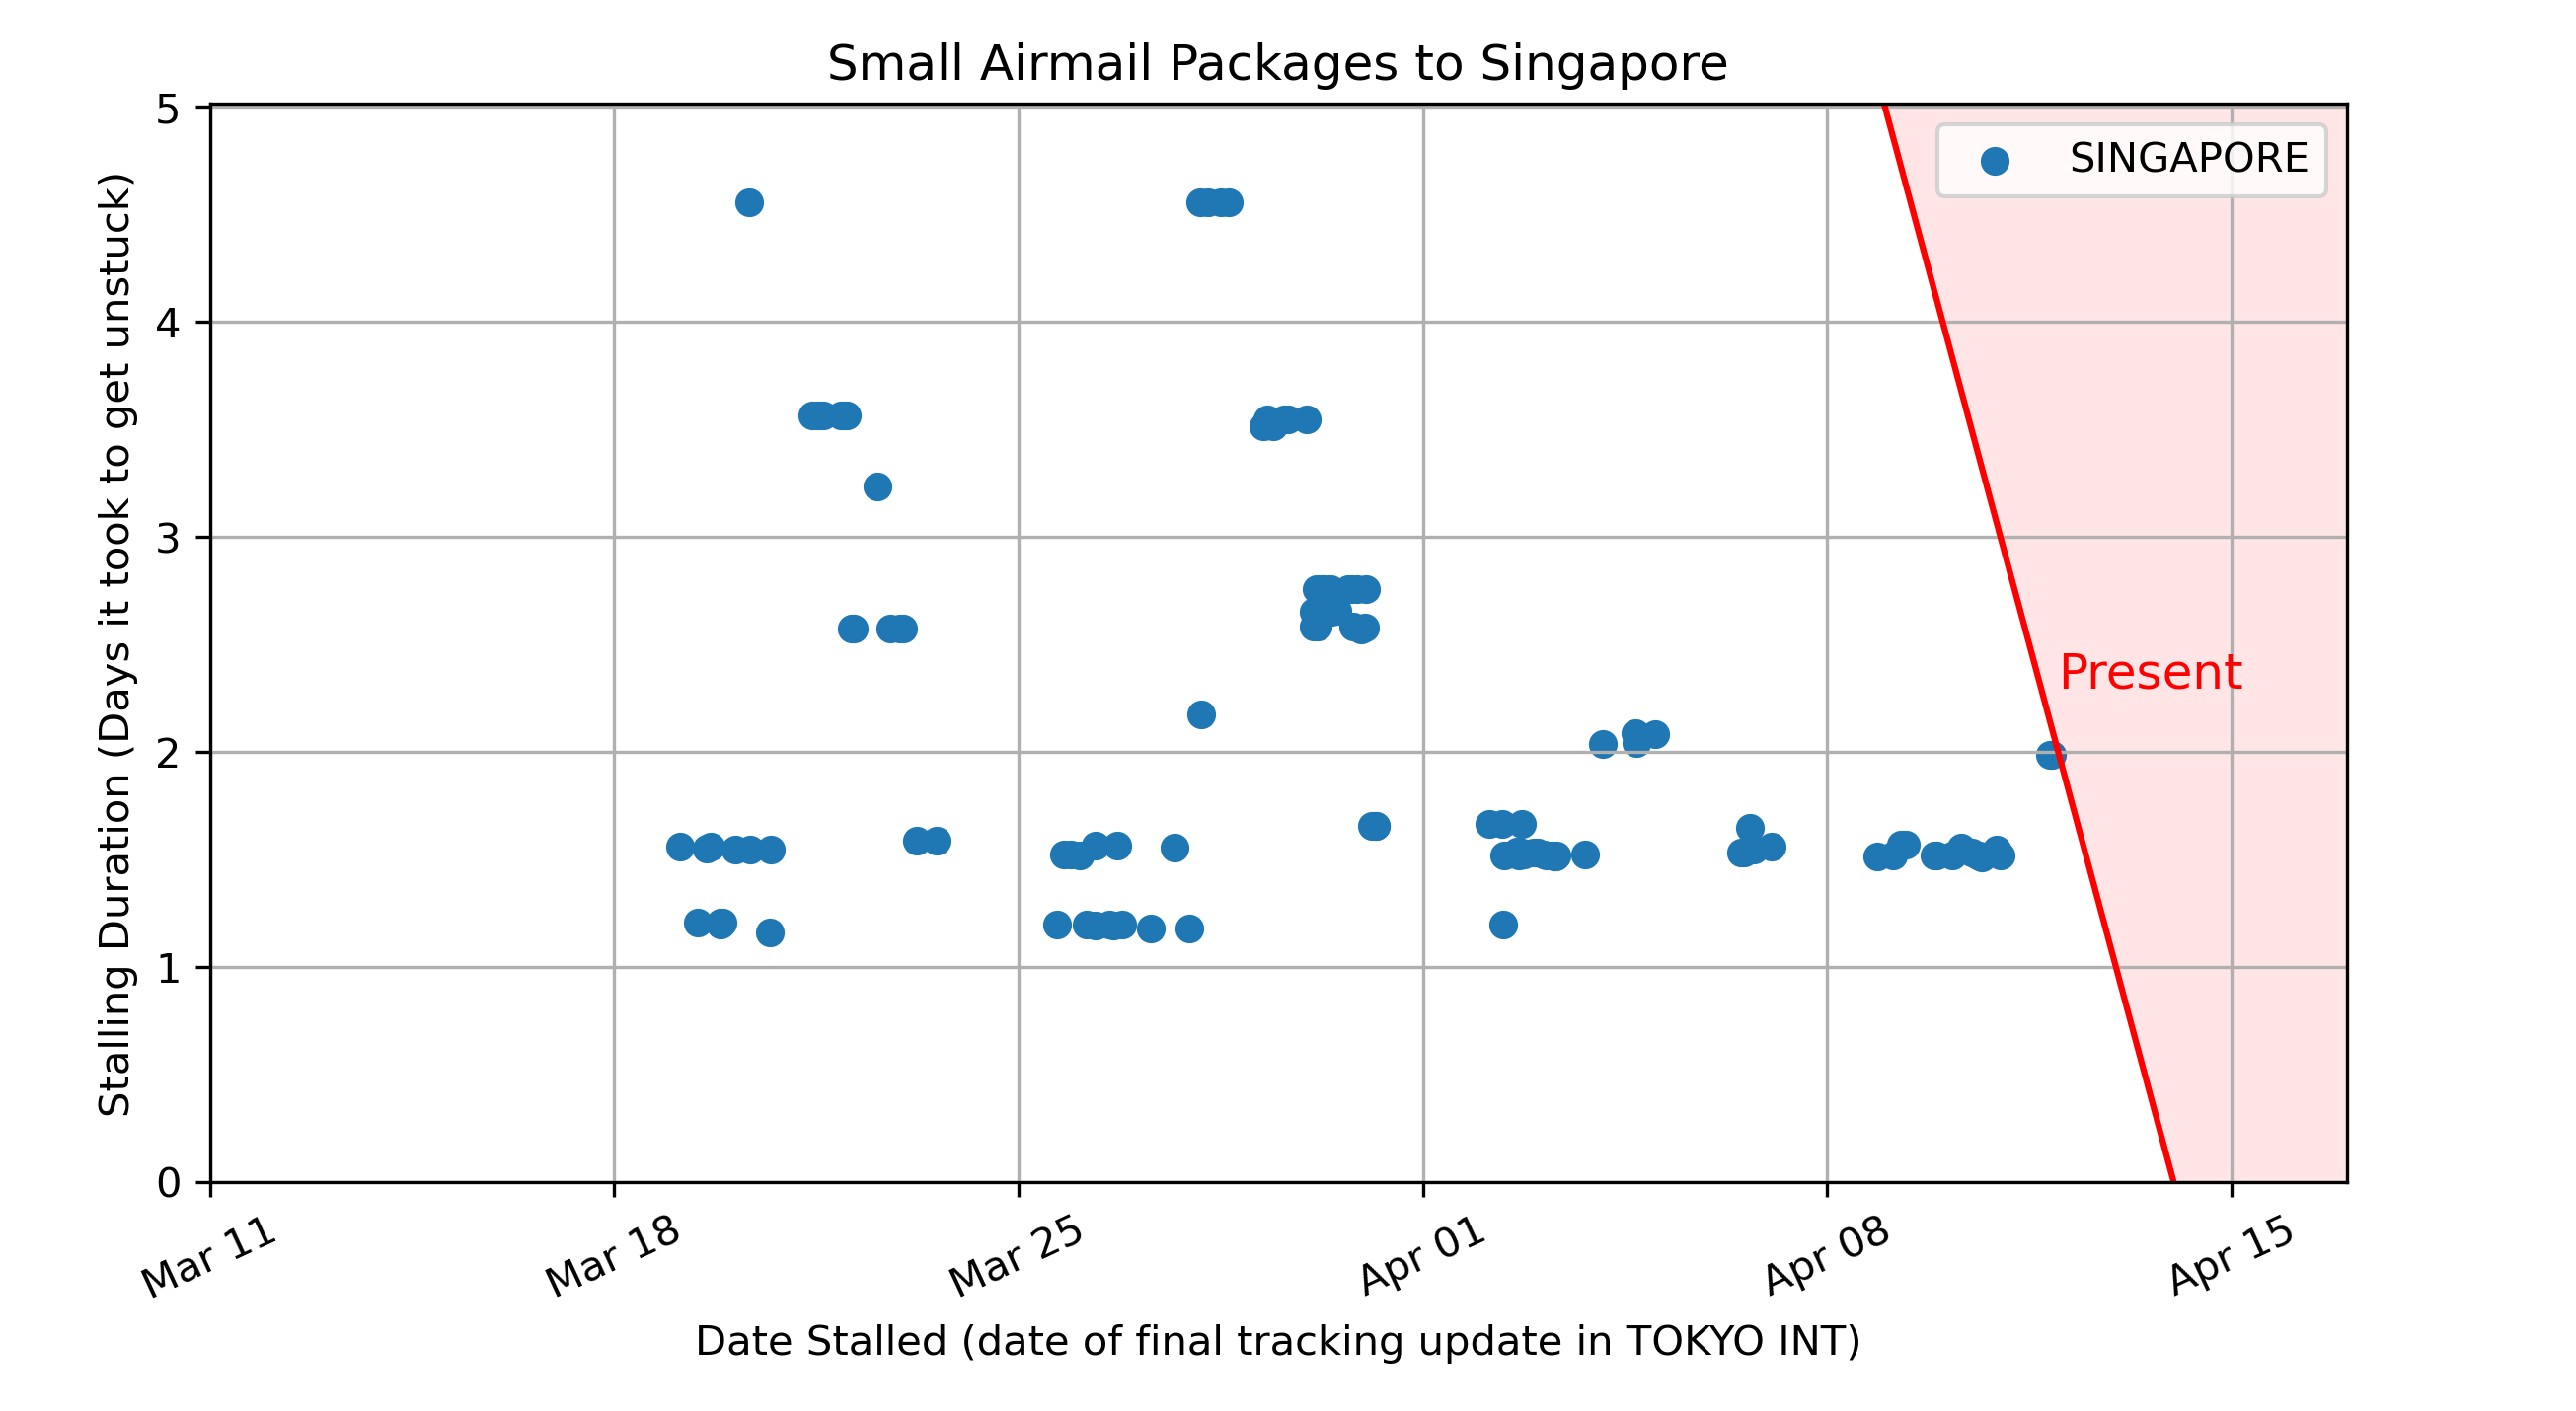 Small Airmail Packages to Singapore
SINGAPORE
Stalling Duration (Days it took to get unstuck)
5
4
3
2
1
0
Present
Mar 11
Mar 18
Mar 25
Apr 01
Apr 08
Apr 15
Date Stalled (date of final tracking update in TOKYO INT)